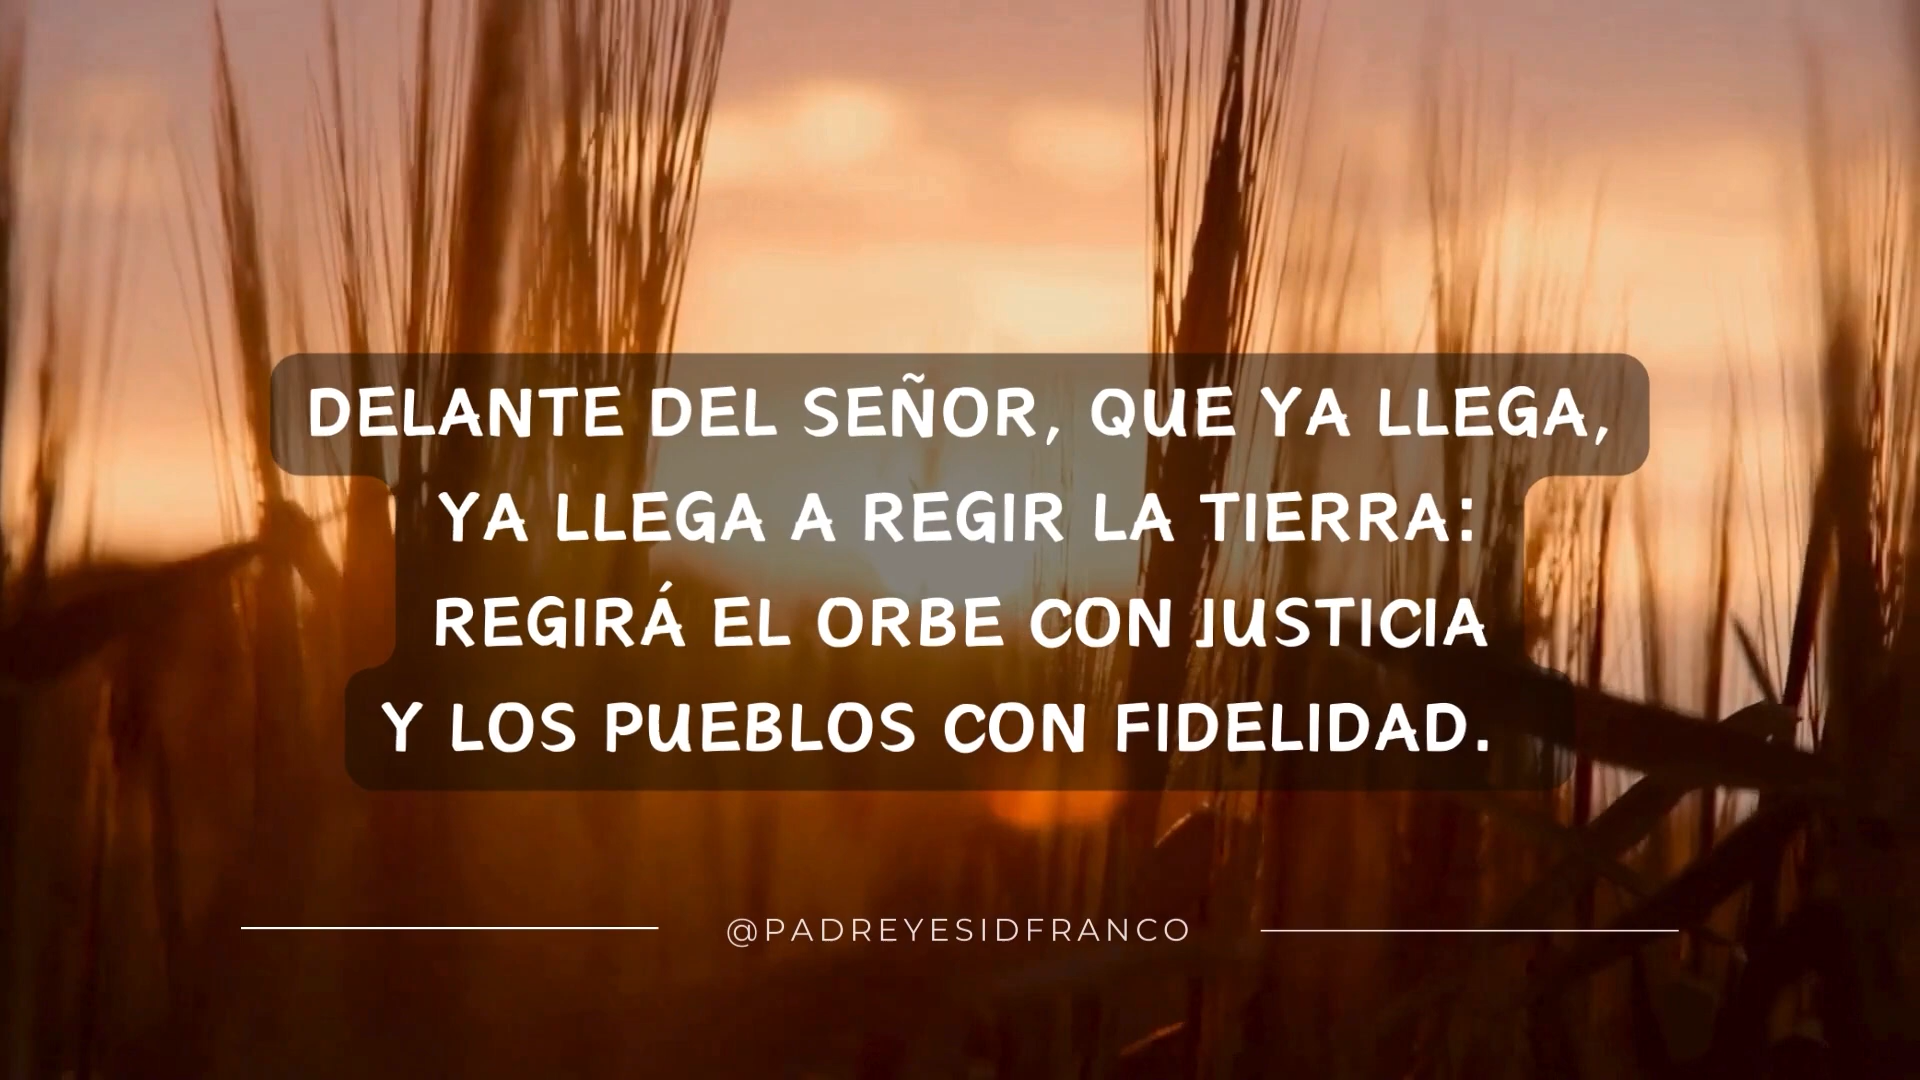 DELANTE DEL SEÑOR, QUE YA LLEGA,
YA LLEGA A REGIR LA TIERRA:
REGIRÁ EL ORBE CON JUSTICIA
Y LOS PUEBLOS CON FIDELIDAD.
@PADREYESIDFRANCO